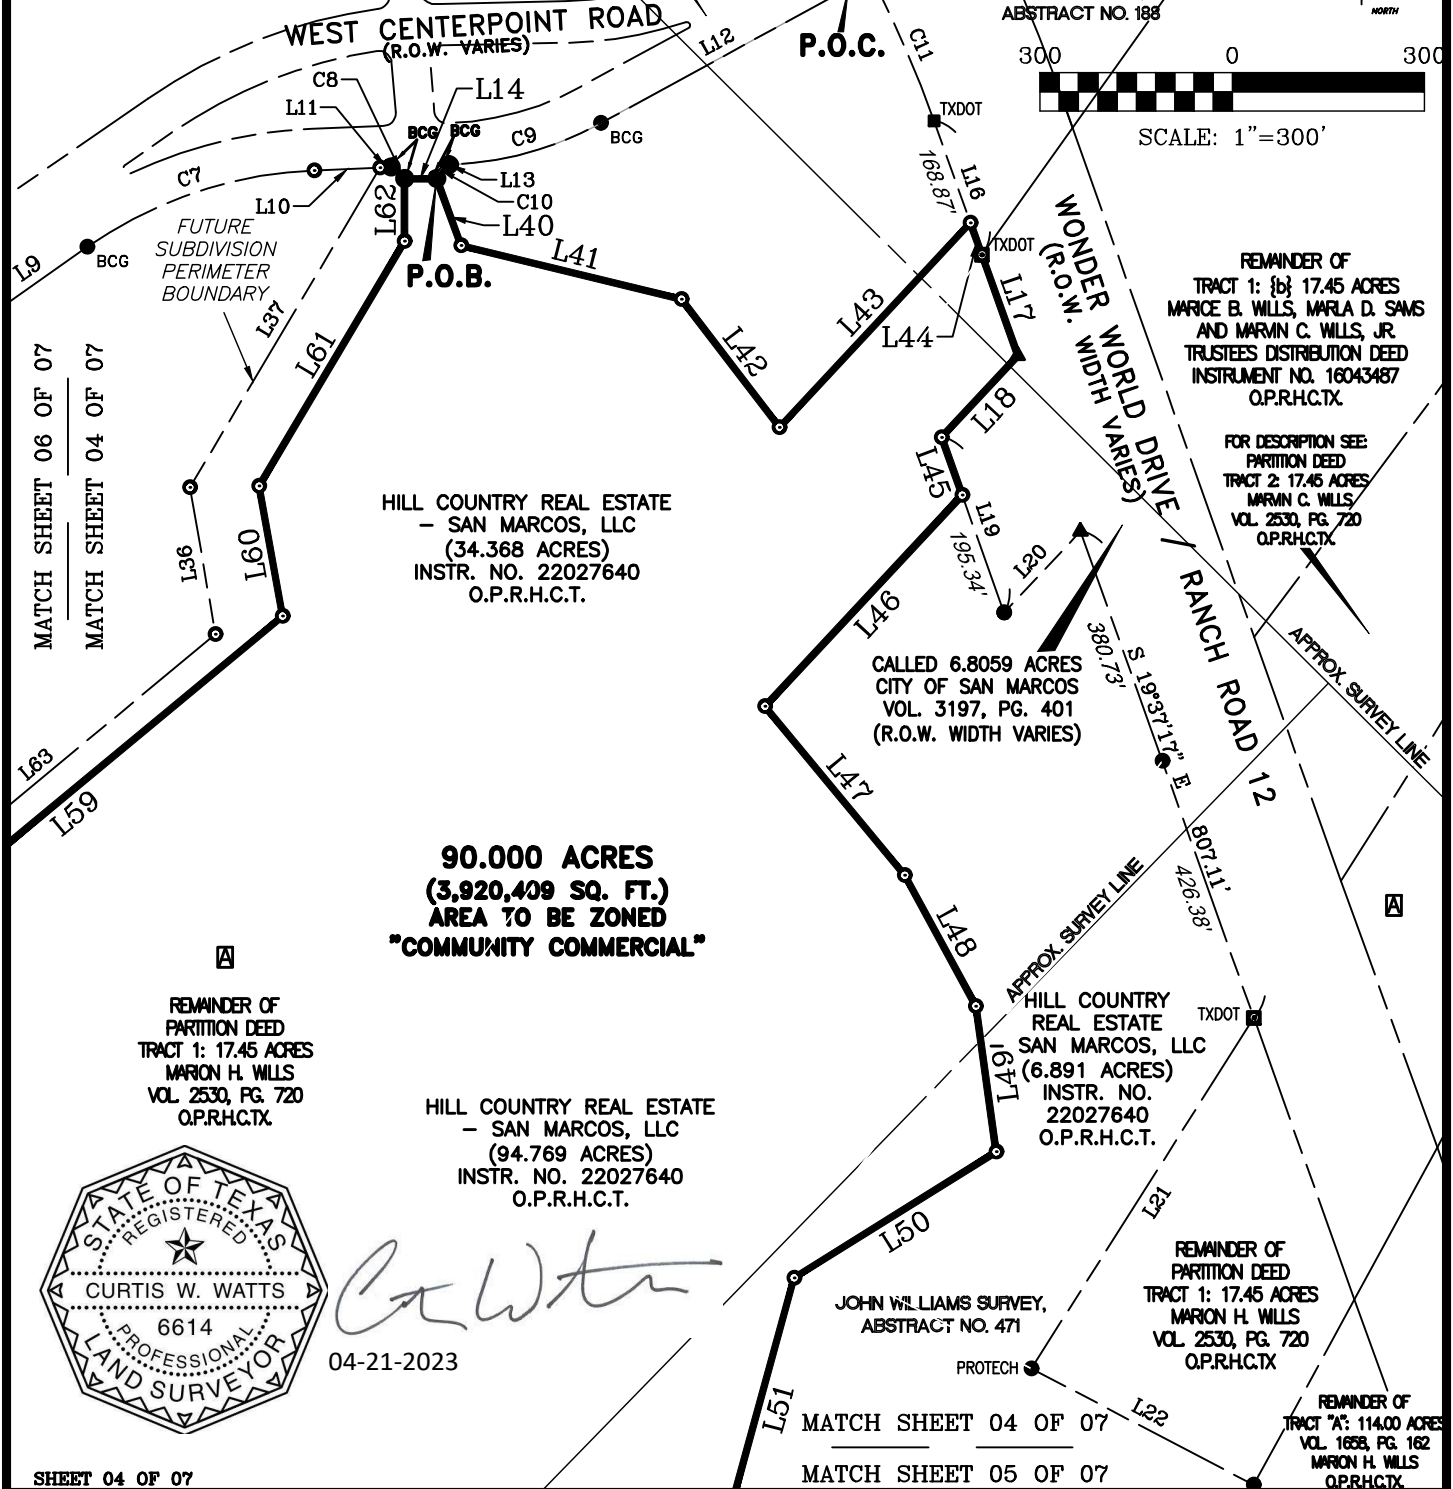 WEST CENTERPOINT ROAD
(R.O.W. VARIES)
C8
L14
L11
BCG
BCG
C9
BCG
L12
P.O.C.
C11
ABSTRACT NO. 188
NORTH
300
0
300
SCALE: 1"=300'
TXDOT
168.87'
L16
C7
L10
L62
L13
C10
L40
L9
BCG
FUTURE
SUBDIVISION
PERIMETER
BOUNDARY
P.O.B.
L41
L37
L61
L43
L42
L44
TXDOT
L17
L18
WONDER WORLD DRIVE / RANCH ROAD 12
(R.O.W. WIDTH VARIES)
REMAINDER OF
TRACT 1: {b} 17.45 ACRES
MARICE B. WILLS, MARLA D. SAMS
AND MARVIN C. WILLS, JR.
TRUSTEES DISTRIBUTION DEED
INSTRUMENT NO. 16043487
O.P.R.H.C.TX.
FOR DESCRIPTION SEE:
PARTITION DEED
TRACT 2: 17.45 ACRES
MARVIN C. WILLS
VOL. 2530, PG. 720
O.P.R.H.C.TX.
MATCH SHEET 06 OF 07
MATCH SHEET 04 OF 07
L36
L60
HILL COUNTRY REAL ESTATE
– SAN MARCOS, LLC
(34.368 ACRES)
INSTR. NO. 22027640
O.P.R.H.C.T.
L45
L19
195.34'
L20
L46
380.73'
S 19°37'17" E
807.11'
426.38'
CALLED 6.8059 ACRES
CITY OF SAN MARCOS
VOL. 3197, PG. 401
(R.O.W. WIDTH VARIES)
APPROX. SURVEY LINE
L63
L59
L47
90.000 ACRES
(3,920,409 SQ. FT.)
AREA TO BE ZONED
"COMMUNITY COMMERCIAL"
L48
APPROX. SURVEY LINE
A
A
REMAINDER OF
PARTITION DEED
TRACT 1: 17.45 ACRES
MARION H. WILLS
VOL. 2530, PG. 720
O.P.R.H.C.TX.
L49
HILL COUNTRY
REAL ESTATE
SAN MARCOS, LLC
(6.891 ACRES)
INSTR. NO.
22027640
O.P.R.H.C.T.
TXDOT
HILL COUNTRY REAL ESTATE
– SAN MARCOS, LLC
(94.769 ACRES)
INSTR. NO. 22027640
O.P.R.H.C.T.
L50
L21
STATE OF TEXAS
REGISTERED
CURTIS W. WATTS
6614
PROFESSIONAL
LAND SURVEYOR
04-21-2023
JOHN WILLIAMS SURVEY,
ABSTRACT NO. 471
REMAINDER OF
PARTITION DEED
TRACT 1: 17.45 ACRES
MARION H. WILLS
VOL. 2530, PG. 720
O.P.R.H.C.TX
PROTECH
L22
L51
MATCH SHEET 04 OF 07
MATCH SHEET 05 OF 07
REMAINDER OF
TRACT "A": 114.00 ACRES
VOL. 1658, PG. 162
MARION H. WILLS
O.P.R.H.C.TX.
SHEET 04 OF 07